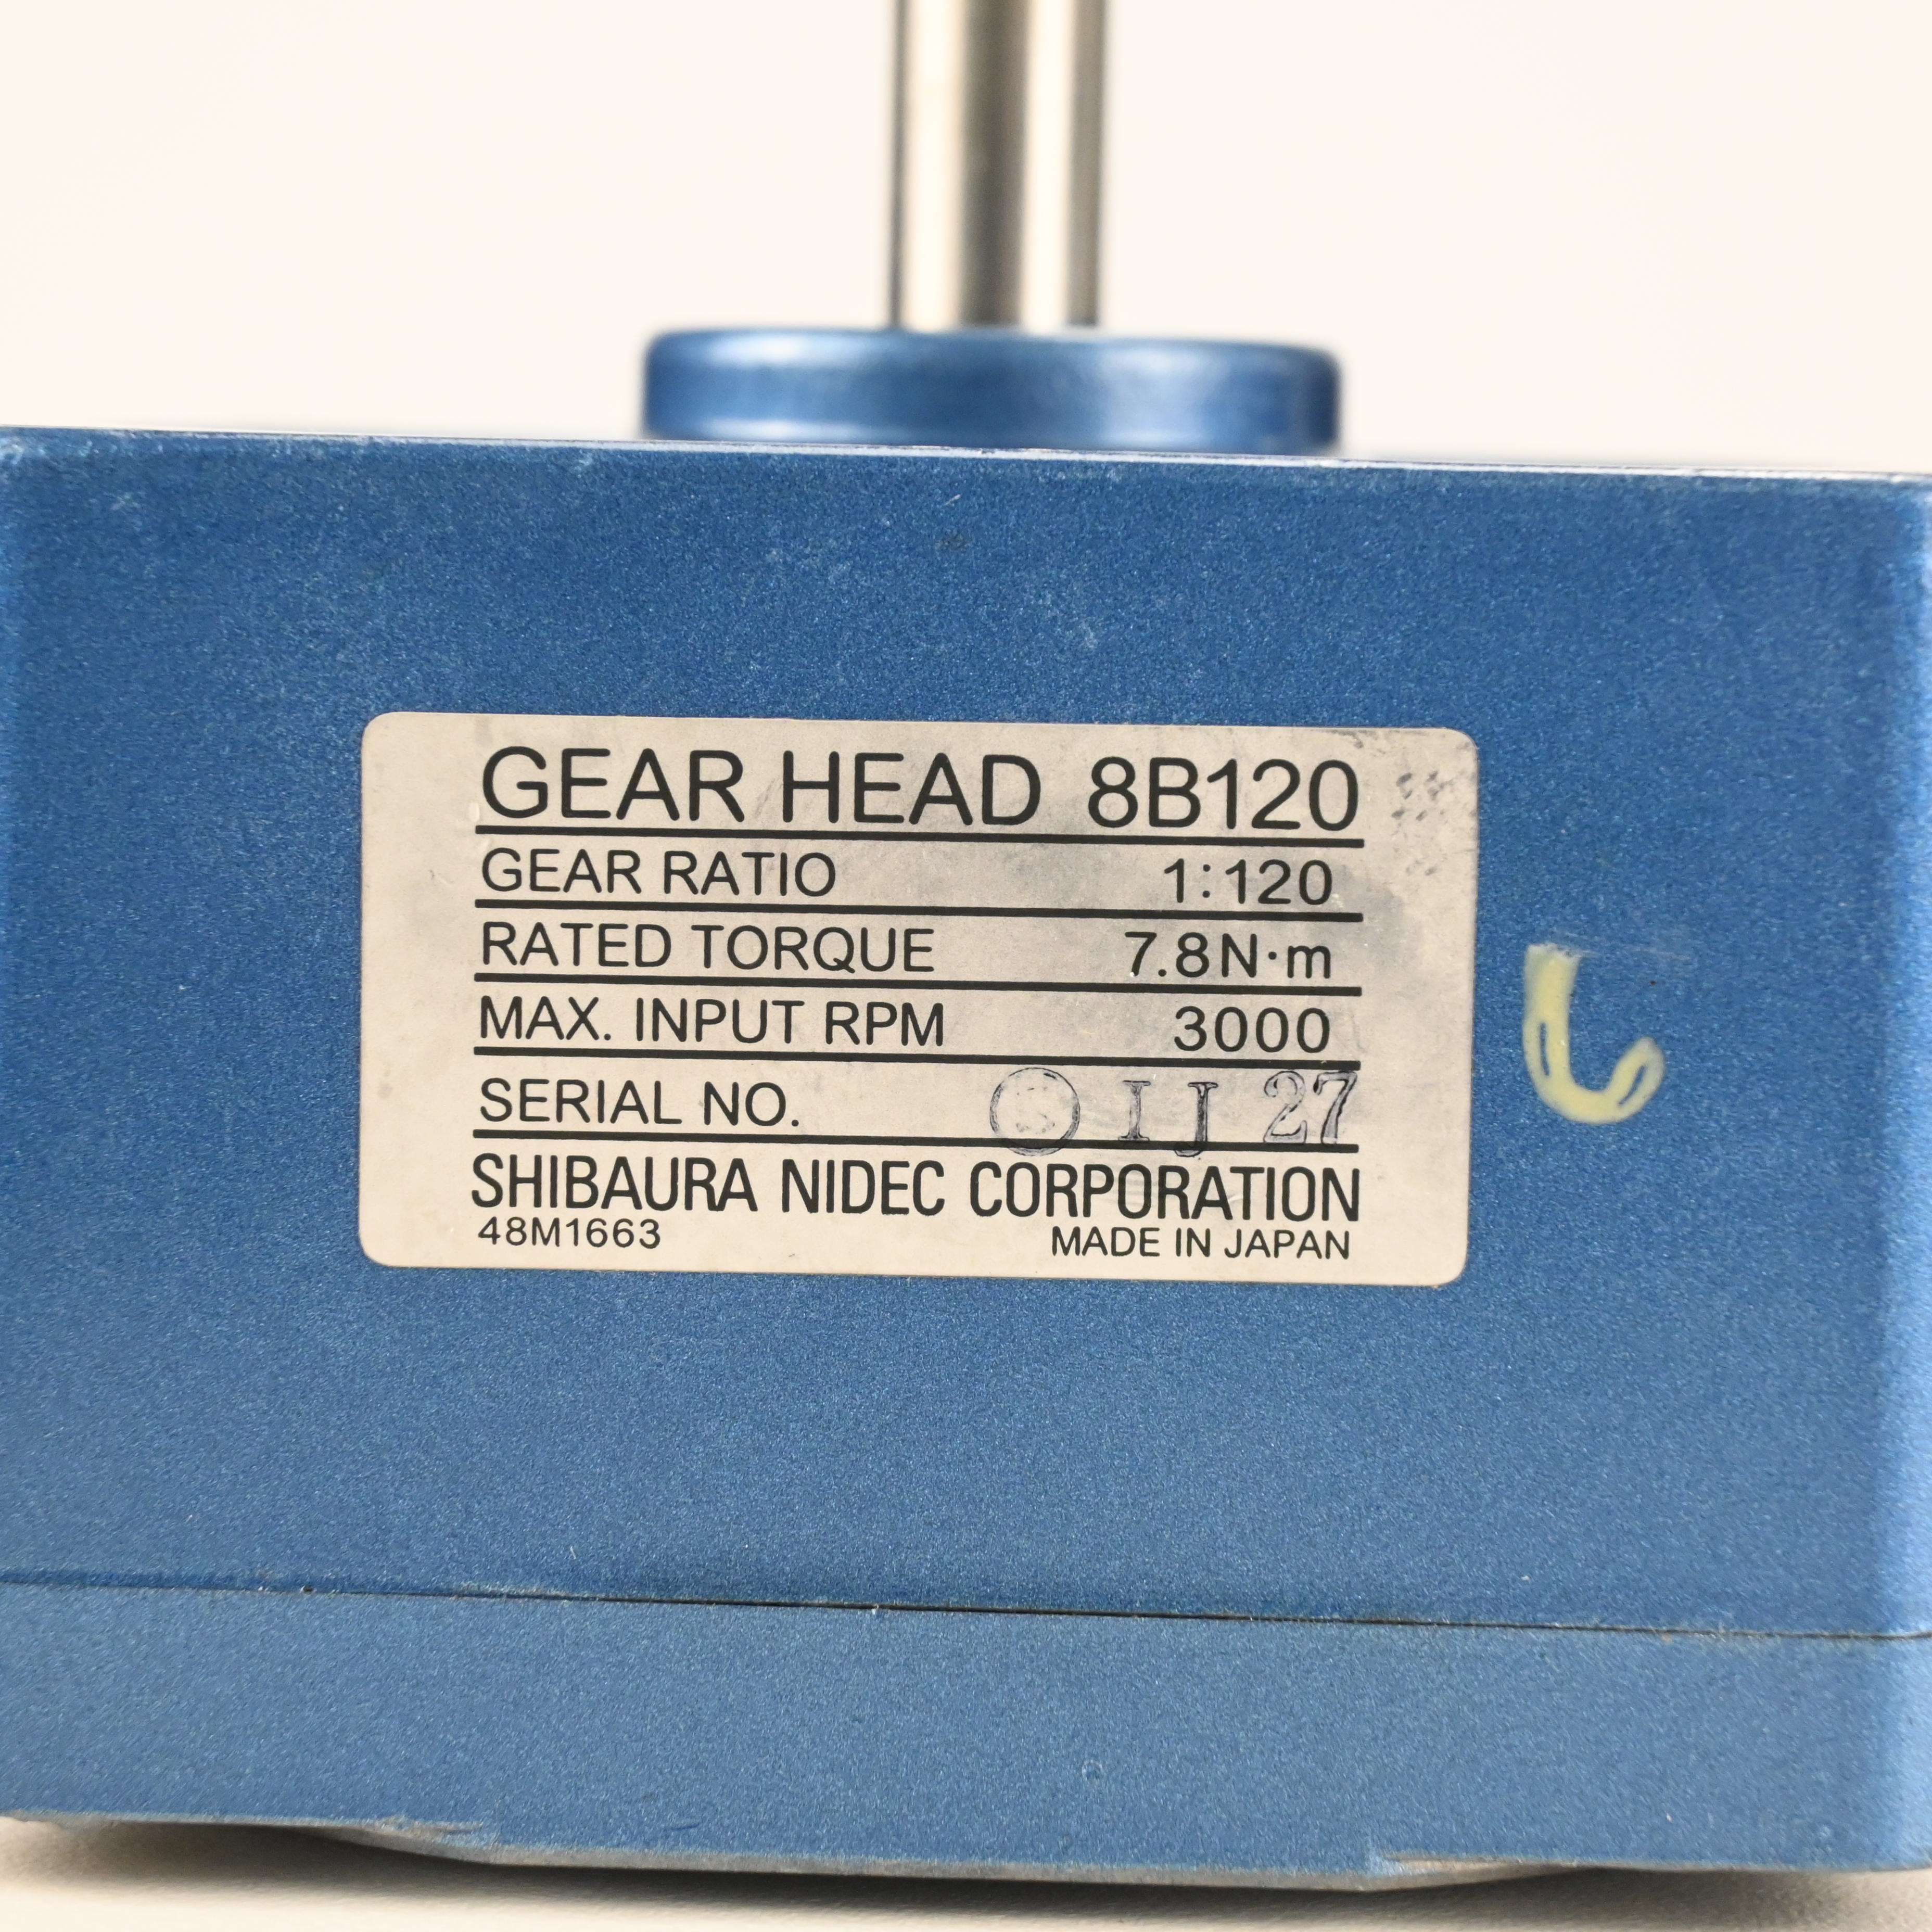 GEAR HEAD 8B120
GEAR RATIO 1:120
RATED TORQUE 7.8N·m
MAX. INPUT RPM 3000
SERIAL NO. IJ 27
SHIBAURA NIDEC CORPORATION
48M1663 MADE IN JAPAN